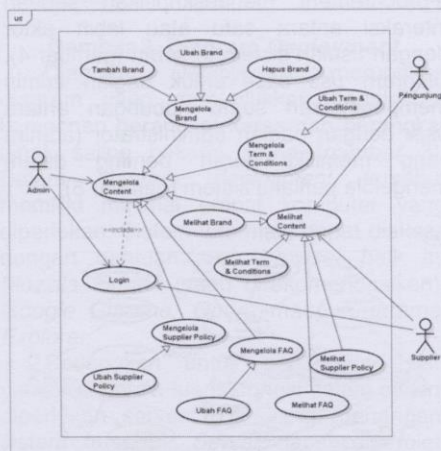 uc
Ubah Brand
Tambah Brand
Hapus Brand
Pengunjung
Ubah Term &
Conditions
Mengelola
Brand
Mengelola
Term &
Conditions
Admin
Mengelola
Content
Melihat Brand
Melihat
Content
<<include>>
Melihat Term
& Conditions
Login
Mengelola
Supplier Policy
Mengelola FAQ
Supplier
Melihat
Supplier Policy
Ubah Supplier
Policy
Ubah FAQ
Melihat FAQ